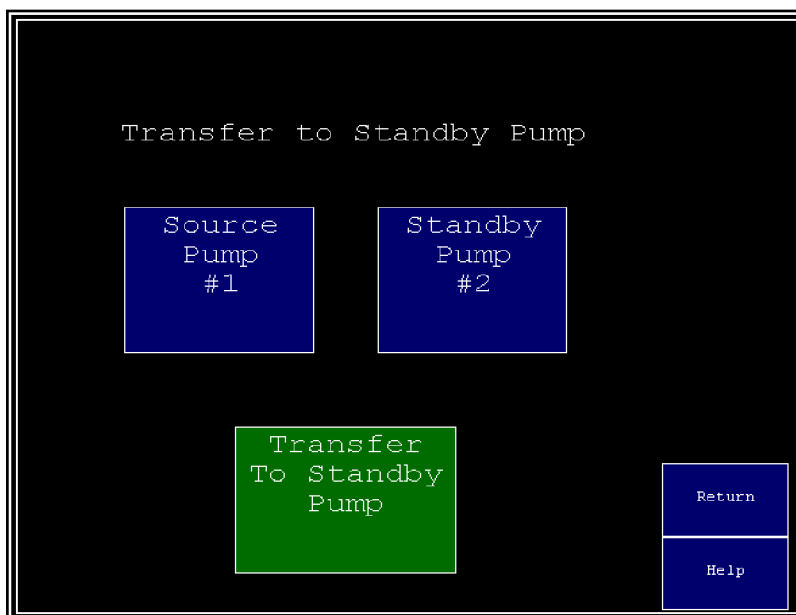 Transfer to Standby Pump
Source
Pump
#1
Standby
Pump
#2
Transfer
To Standby
Pump
Return
Help